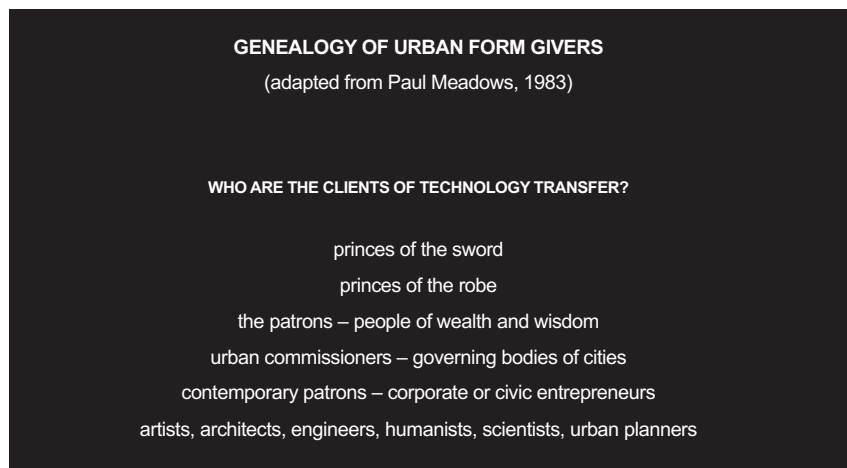 GENEALOGY OF URBAN FORM GIVERS
(adapted from Paul Meadows, 1983)
WHO ARE THE CLIENTS OF TECHNOLOGY TRANSFER?
princes of the sword
princes of the robe
the patrons – people of wealth and wisdom
urban commissioners – governing bodies of cities
contemporary patrons – corporate or civic entrepreneurs
artists, architects, engineers, humanists, scientists, urban planners